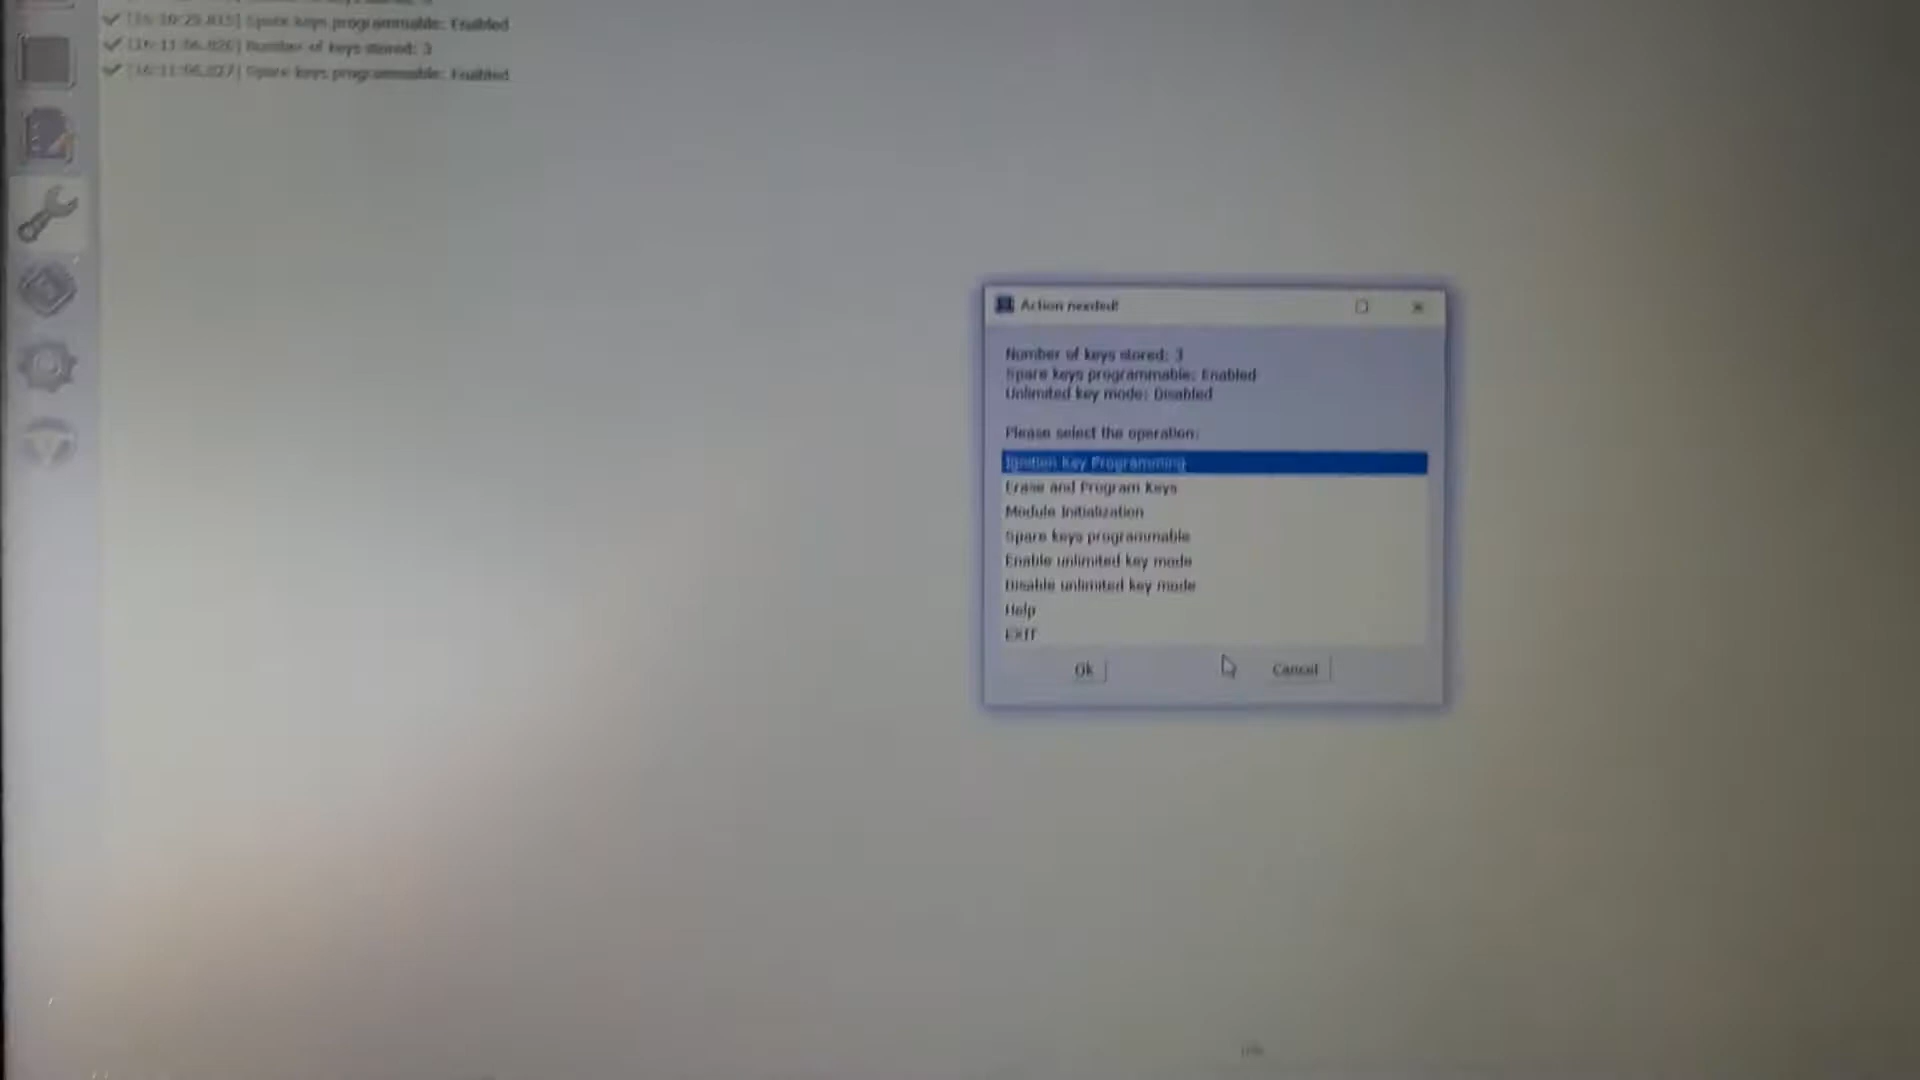 Spare keys programmable: Enabled
Number of keys stored: 3
Spare keys programmable: Enabled
Action needed!
Number of keys stored: 3
Spare keys programmable: Enabled
Unlimited key mode: Disabled
Please select the operation:
Ignition Key Programming
Erase and Program Keys
Module Initialization
Spare keys programmable
Enable unlimited key mode
Disable unlimited key mode
Help
EXIT
Ok
Cancel